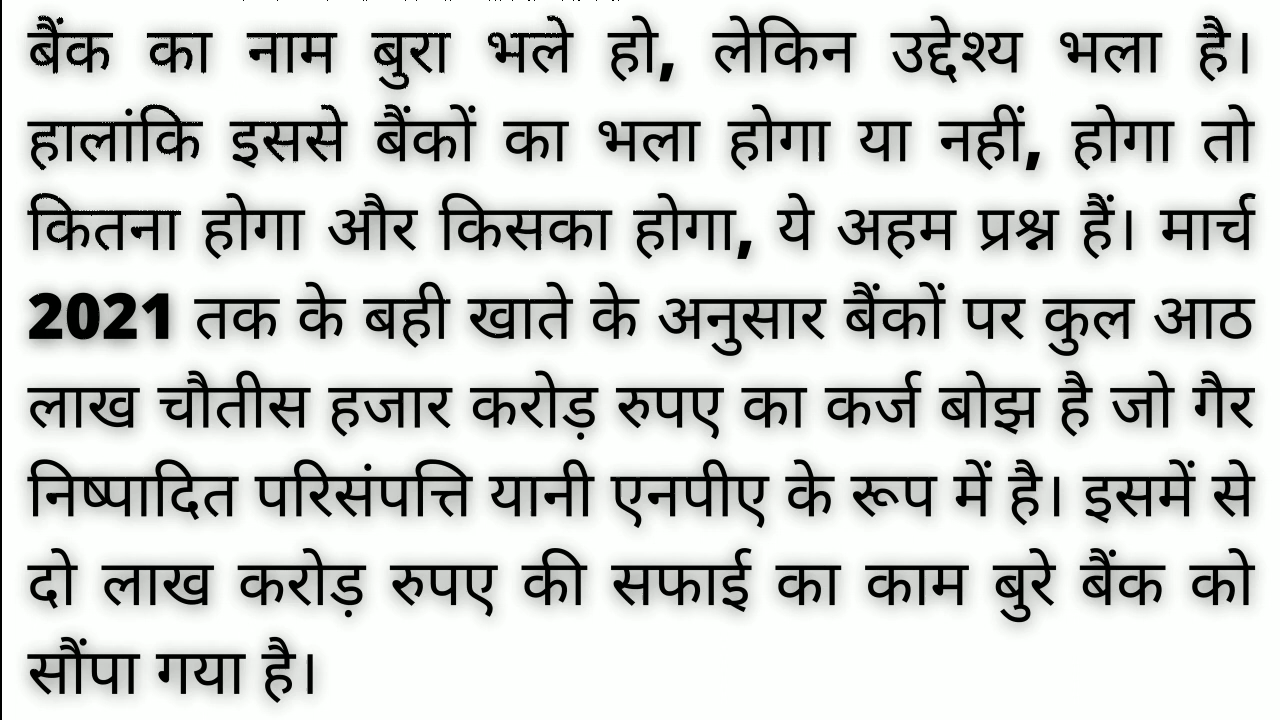 बैंक का नाम बुरा भले हो, लेकिन उद्देश्य भला है।
हालांकि इससे बैंकों का भला होगा या नहीं, होगा तो
कितना होगा और किसका होगा, ये अहम प्रश्न हैं। मार्च
2021 तक के बही खाते के अनुसार बैंकों पर कुल आठ
लाख चौतीस हजार करोड़ रुपए का कर्ज बोझ है जो गैर
निष्पादित परिसंपत्ति यानी एनपीए के रूप में है। इसमें से
दो लाख करोड़ रुपए की सफाई का काम बुरे बैंक को
सौंपा गया है।